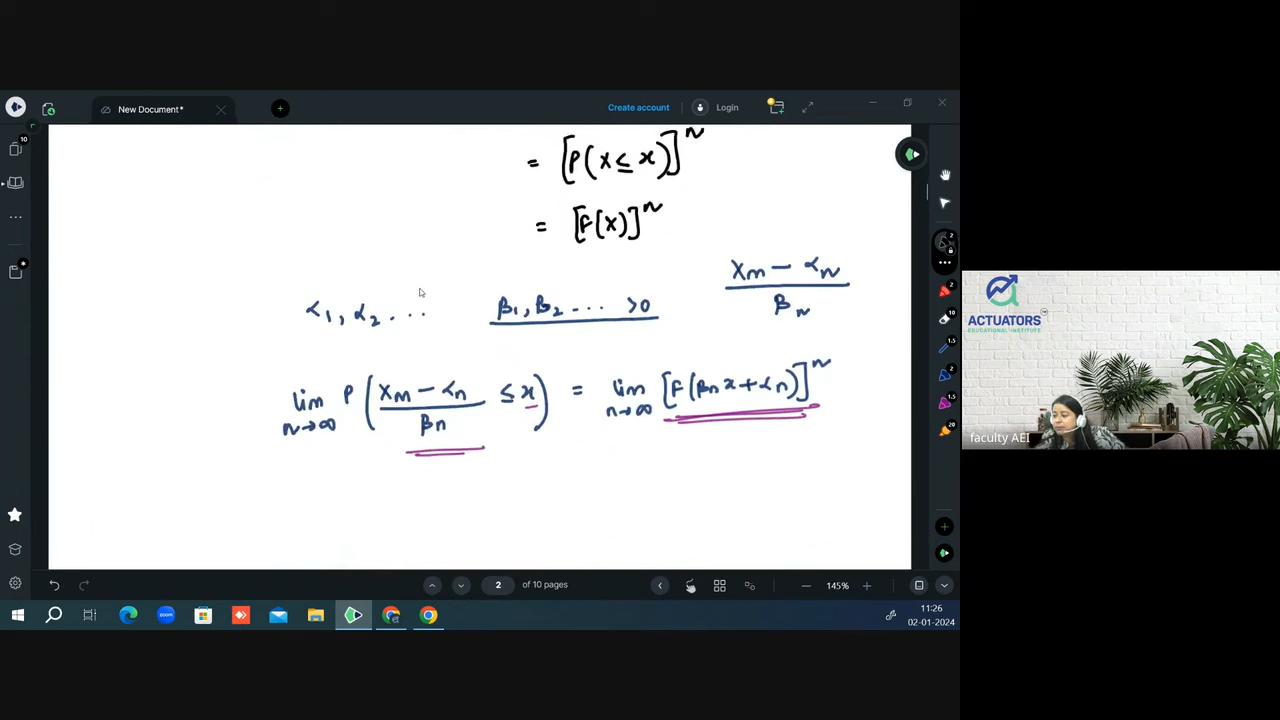 New Document*
Create account
Login
= [P(X ≤ x)]^n
= [F(x)]^n
α1, α2 ... β1, β2 ... >0 (XM − αn) / βn
lim n→∞ P((XM − αn) / βn ≤ x) = lim n→∞ [F(βn x + αn)]^n
ACTUATORS
EDUCATIONAL INSTITUTE
faculty AEI
2 of 10 pages
145%
zoom
11:26
02-01-2024